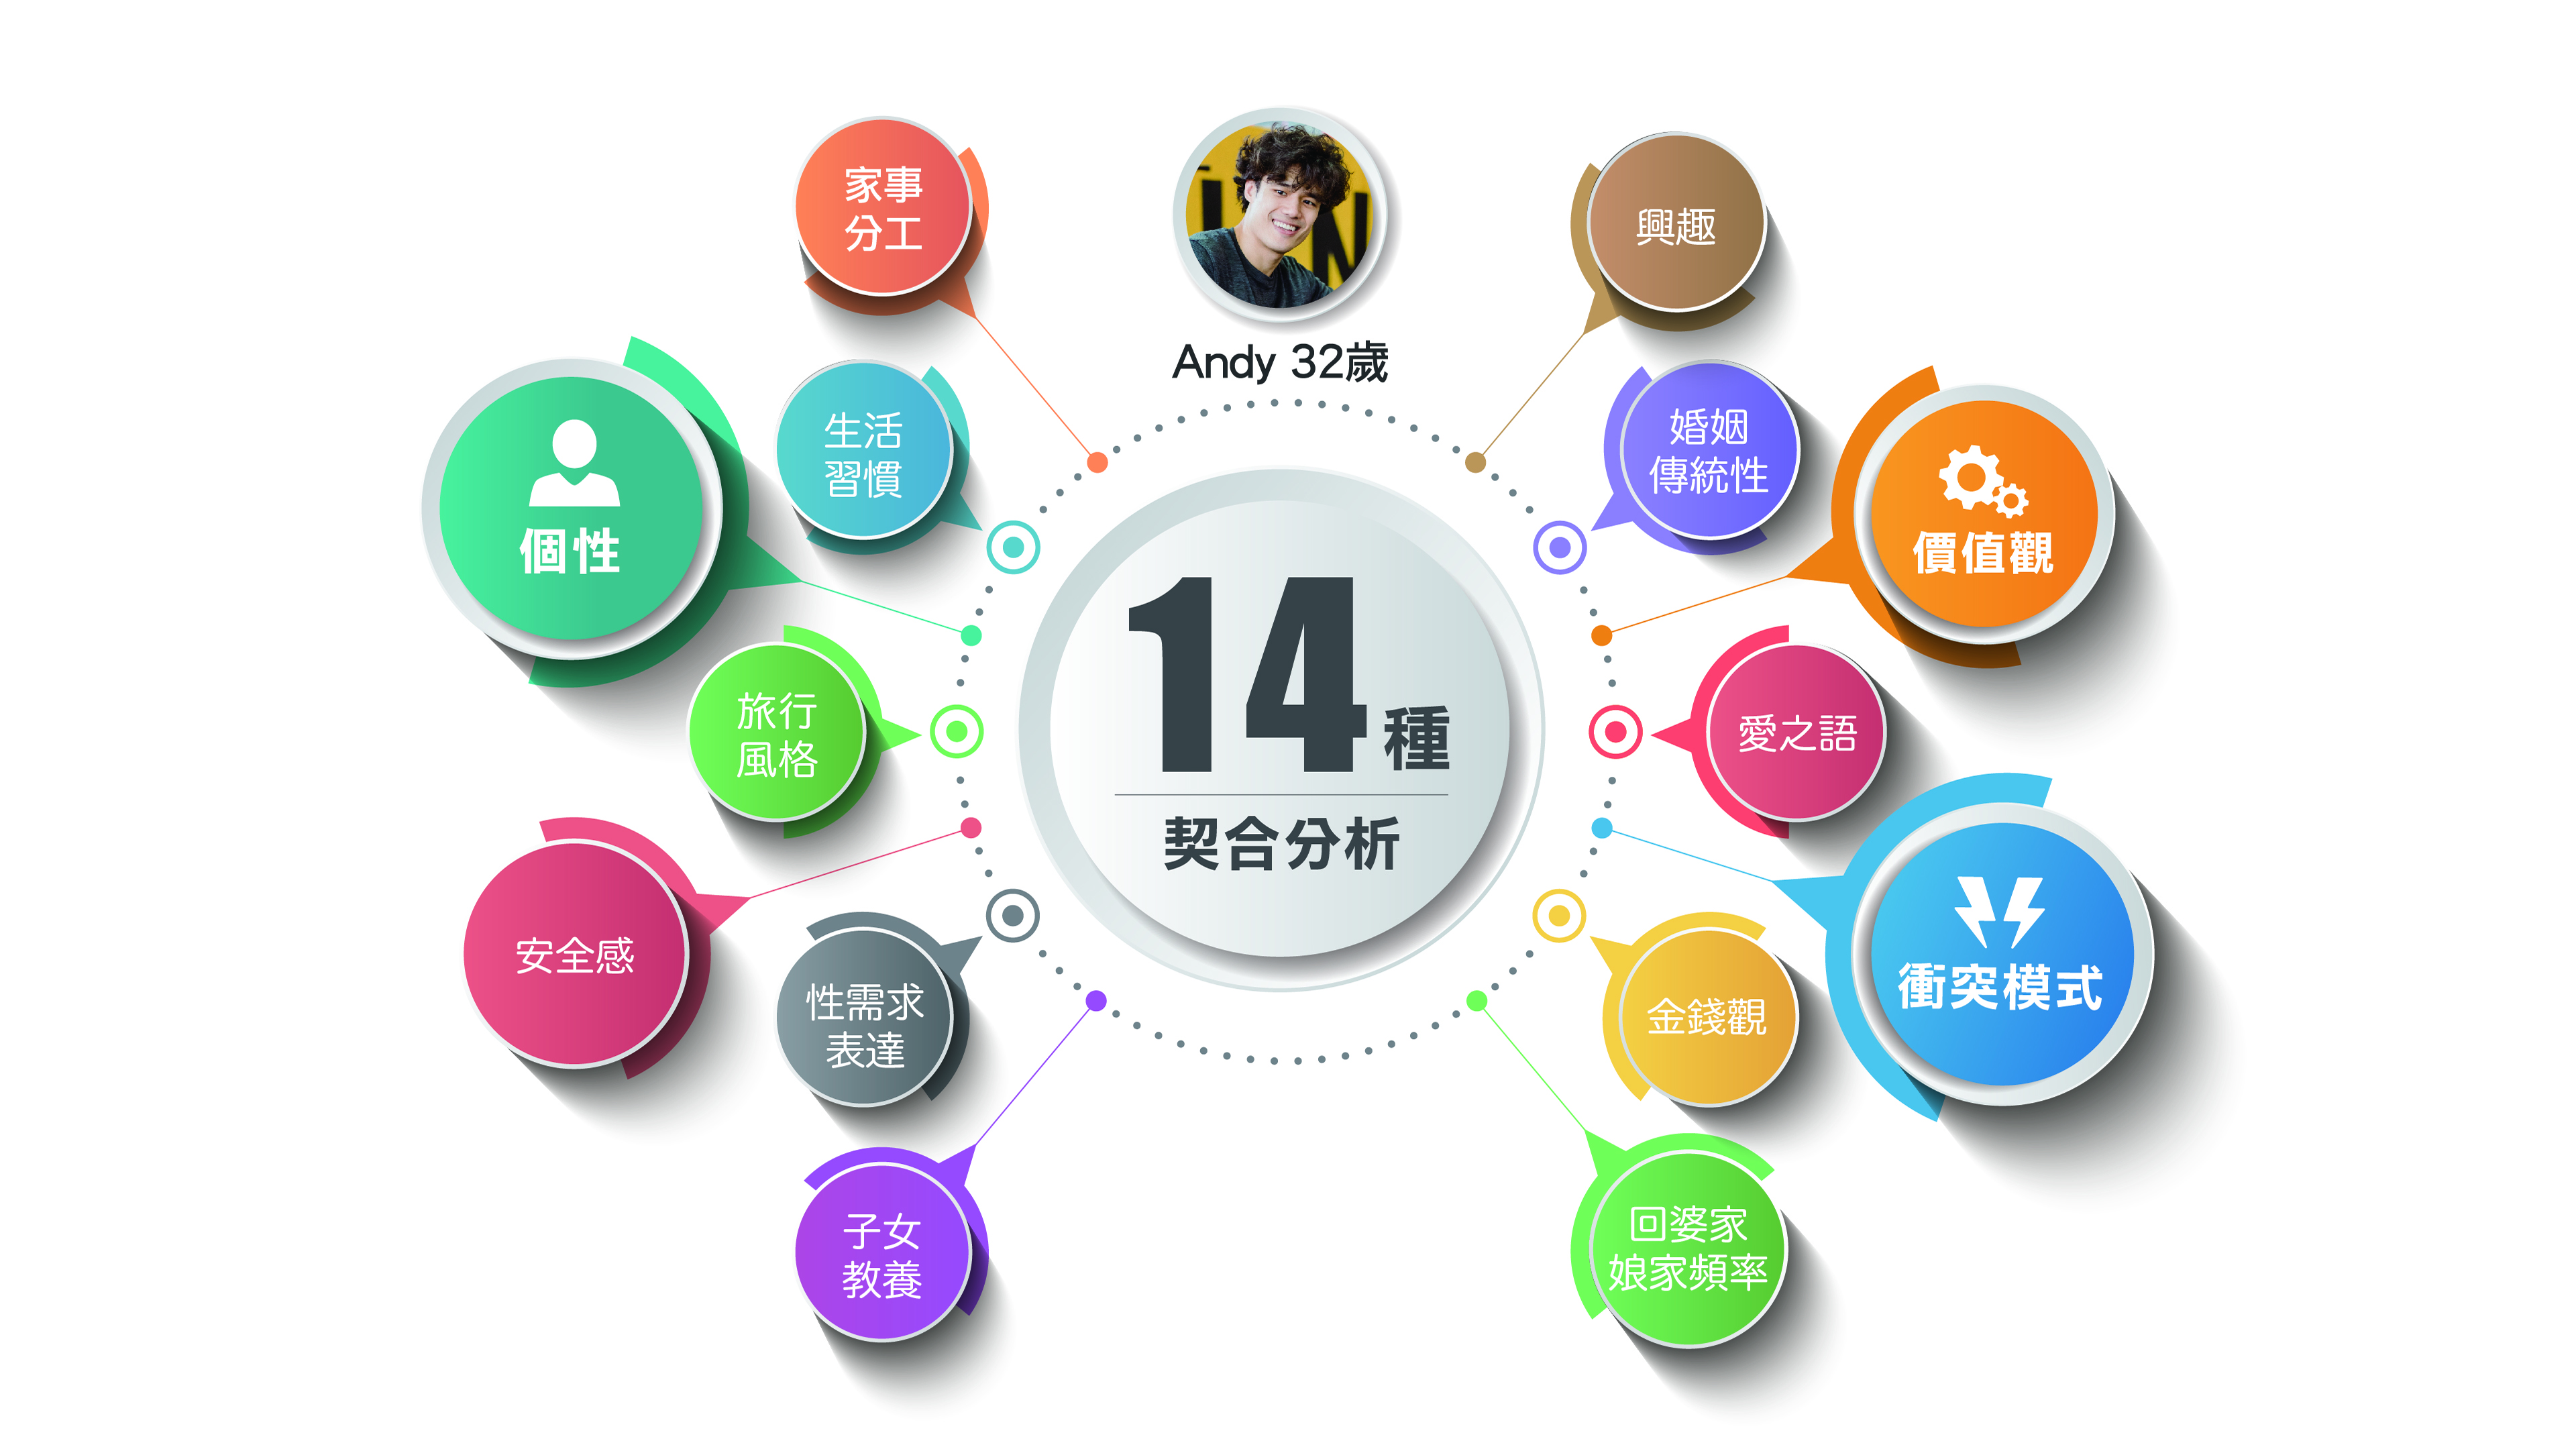 家事
分工
Andy 32歲
興趣
個性
生活
習慣
婚姻
傳統性
價值觀
旅行
風格
14種
契合分析
愛之語
安全感
性需求
表達
金錢觀
衝突模式
子女
教養
回婆家
娘家頻率